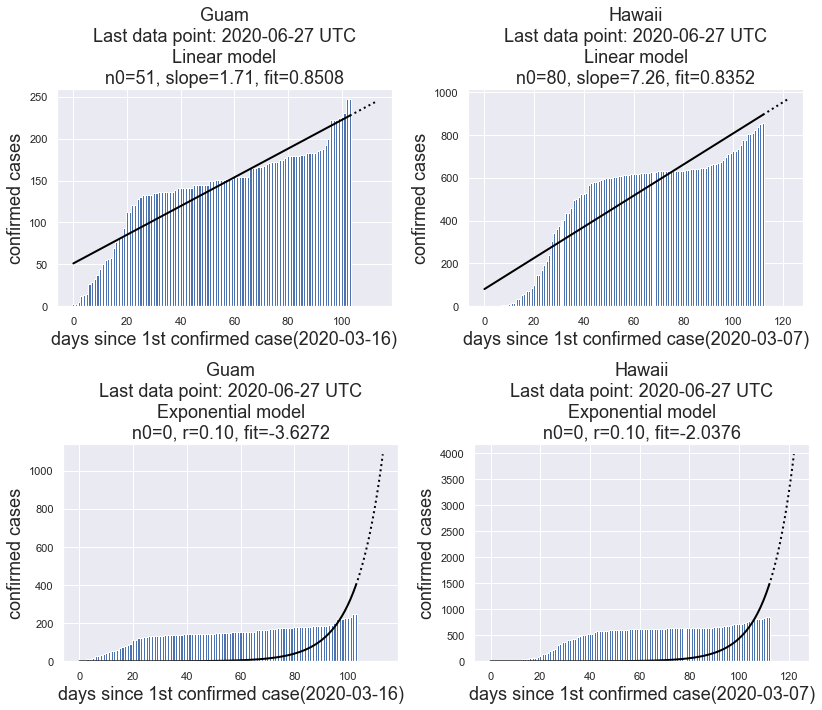 Guam
Last data point: 2020-06-27 UTC
Linear model
n0=51, slope=1.71, fit=0.8508
250
200
150
100
50
0
confirmed cases
0 20 40 60 80 100
days since 1st confirmed case(2020-03-16)
Hawaii
Last data point: 2020-06-27 UTC
Linear model
n0=80, slope=7.26, fit=0.8352
1000
800
600
400
200
0
confirmed cases
0 20 40 60 80 100 120
days since 1st confirmed case(2020-03-07)
Guam
Last data point: 2020-06-27 UTC
Exponential model
n0=0, r=0.10, fit=-3.6272
1000
800
600
400
200
0
confirmed cases
0 20 40 60 80 100
days since 1st confirmed case(2020-03-16)
Hawaii
Last data point: 2020-06-27 UTC
Exponential model
n0=0, r=0.10, fit=-2.0376
4000
3500
3000
2500
2000
1500
1000
500
0
confirmed cases
0 20 40 60 80 100 120
days since 1st confirmed case(2020-03-07)